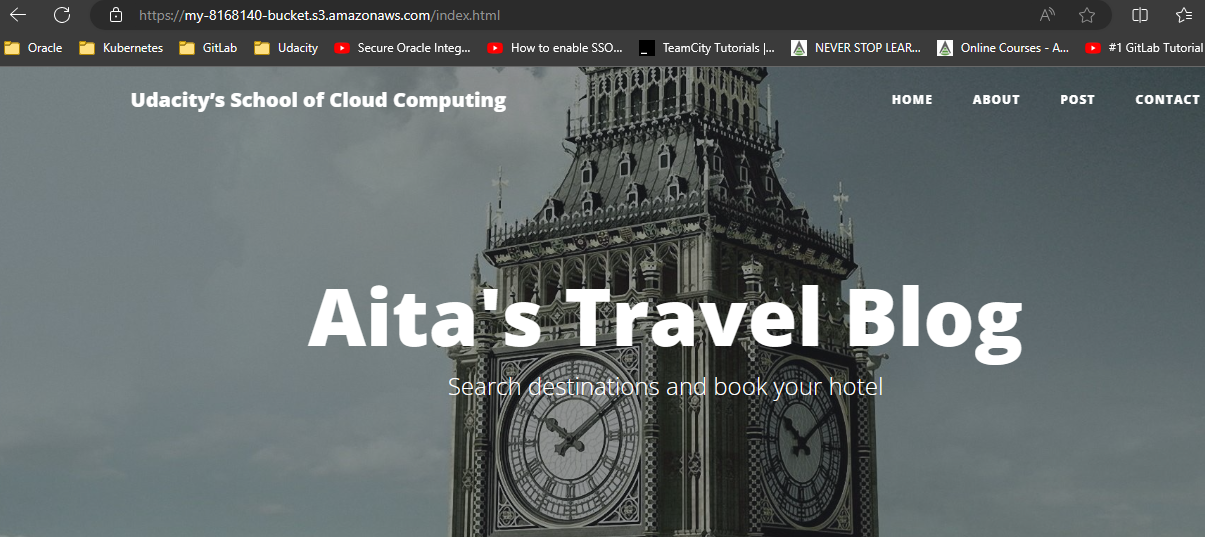 https://my-8168140-bucket.s3.amazonaws.com/index.html
Oracle Kubernetes GitLab Udacity Secure Oracle Integ... How to enable SSO... TeamCity Tutorials |... NEVER STOP LEAR... Online Courses - A... #1 GitLab Tutorial
Udacity’s School of Cloud Computing HOME ABOUT POST CONTACT
Aita's Travel Blog
Search destinations and book your hotel